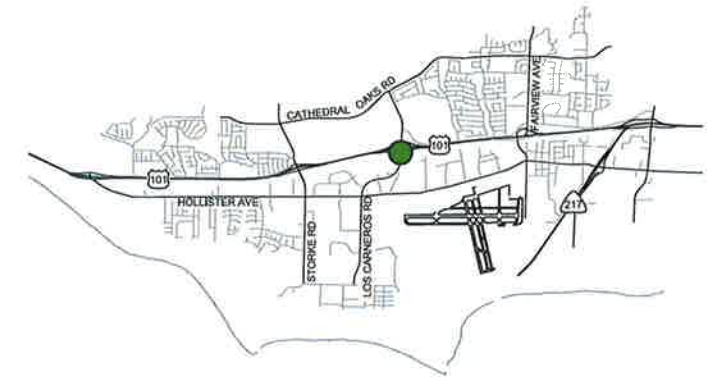 CATHEDRAL OAKS RD
FAIRVIEW AVE
101
101
HOLLISTER AVE
STORKE RD
LOS CARNEROS RD
217